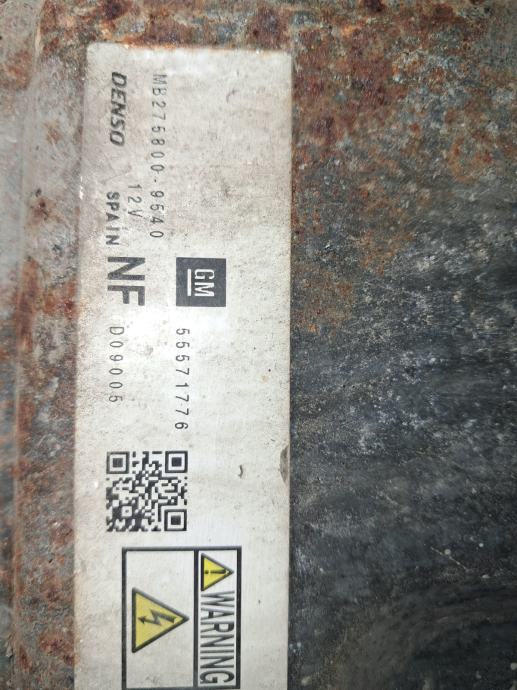 MB275800-9540
DENSO 12V
SPAIN
NF
GM
55571776
D09005
WARNING